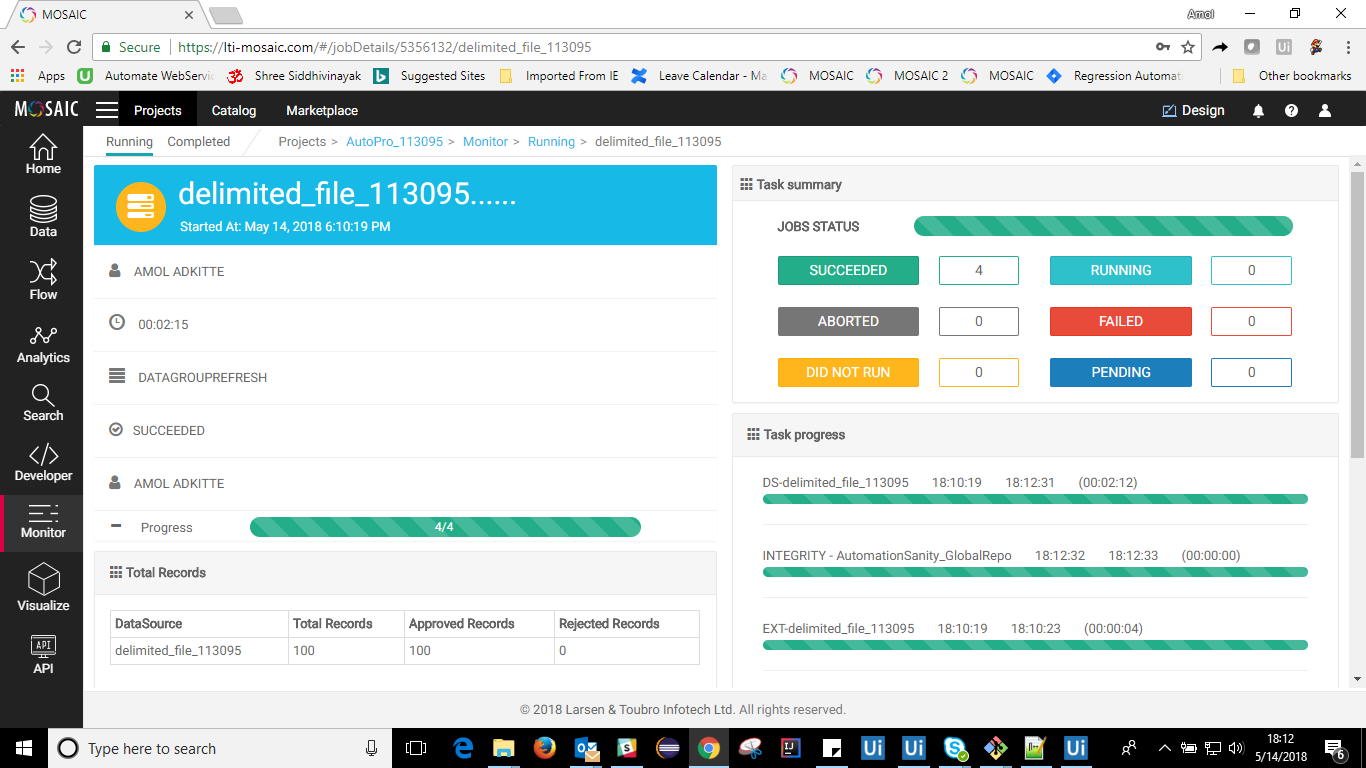 MOSAIC
Amol
Secure https://lti-mosaic.com/#/jobDetails/5356132/delimited_file_113095
Apps Automate WebServic Shree Siddhivinayak Suggested Sites Imported From IE Leave Calendar - Ma MOSAIC MOSAIC 2 MOSAIC Regression Automat Other bookmarks
MOSAIC Projects Catalog Marketplace Design
Running Completed Projects > AutoPro_113095 > Monitor > Running > delimited_file_113095
Home
Data
Flow
Analytics
Search
Developer
Monitor
Visualize
API
API
delimited_file_113095......
Started At: May 14, 2018 6:10:19 PM
AMOL ADKITTE
00:02:15
DATAGROUPREFRESH
SUCCEEDED
AMOL ADKITTE
Progress 4/4
Total Records
DataSource Total Records Approved Records Rejected Records
delimited_file_113095 100 100 0
Task summary
JOBS STATUS
SUCCEEDED 4 RUNNING 0
ABORTED 0 FAILED 0
DID NOT RUN 0 PENDING 0
Task progress
DS-delimited_file_113095 18:10:19 18:12:31 (00:02:12)
INTEGRITY - AutomationSanity_GlobalRepo 18:12:32 18:12:33 (00:00:00)
EXT-delimited_file_113095 18:10:19 18:10:23 (00:00:04)
© 2018 Larsen & Toubro Infotech Ltd. All rights reserved.
Type here to search
Ui Ui Ui
18:12
5/14/2018
6